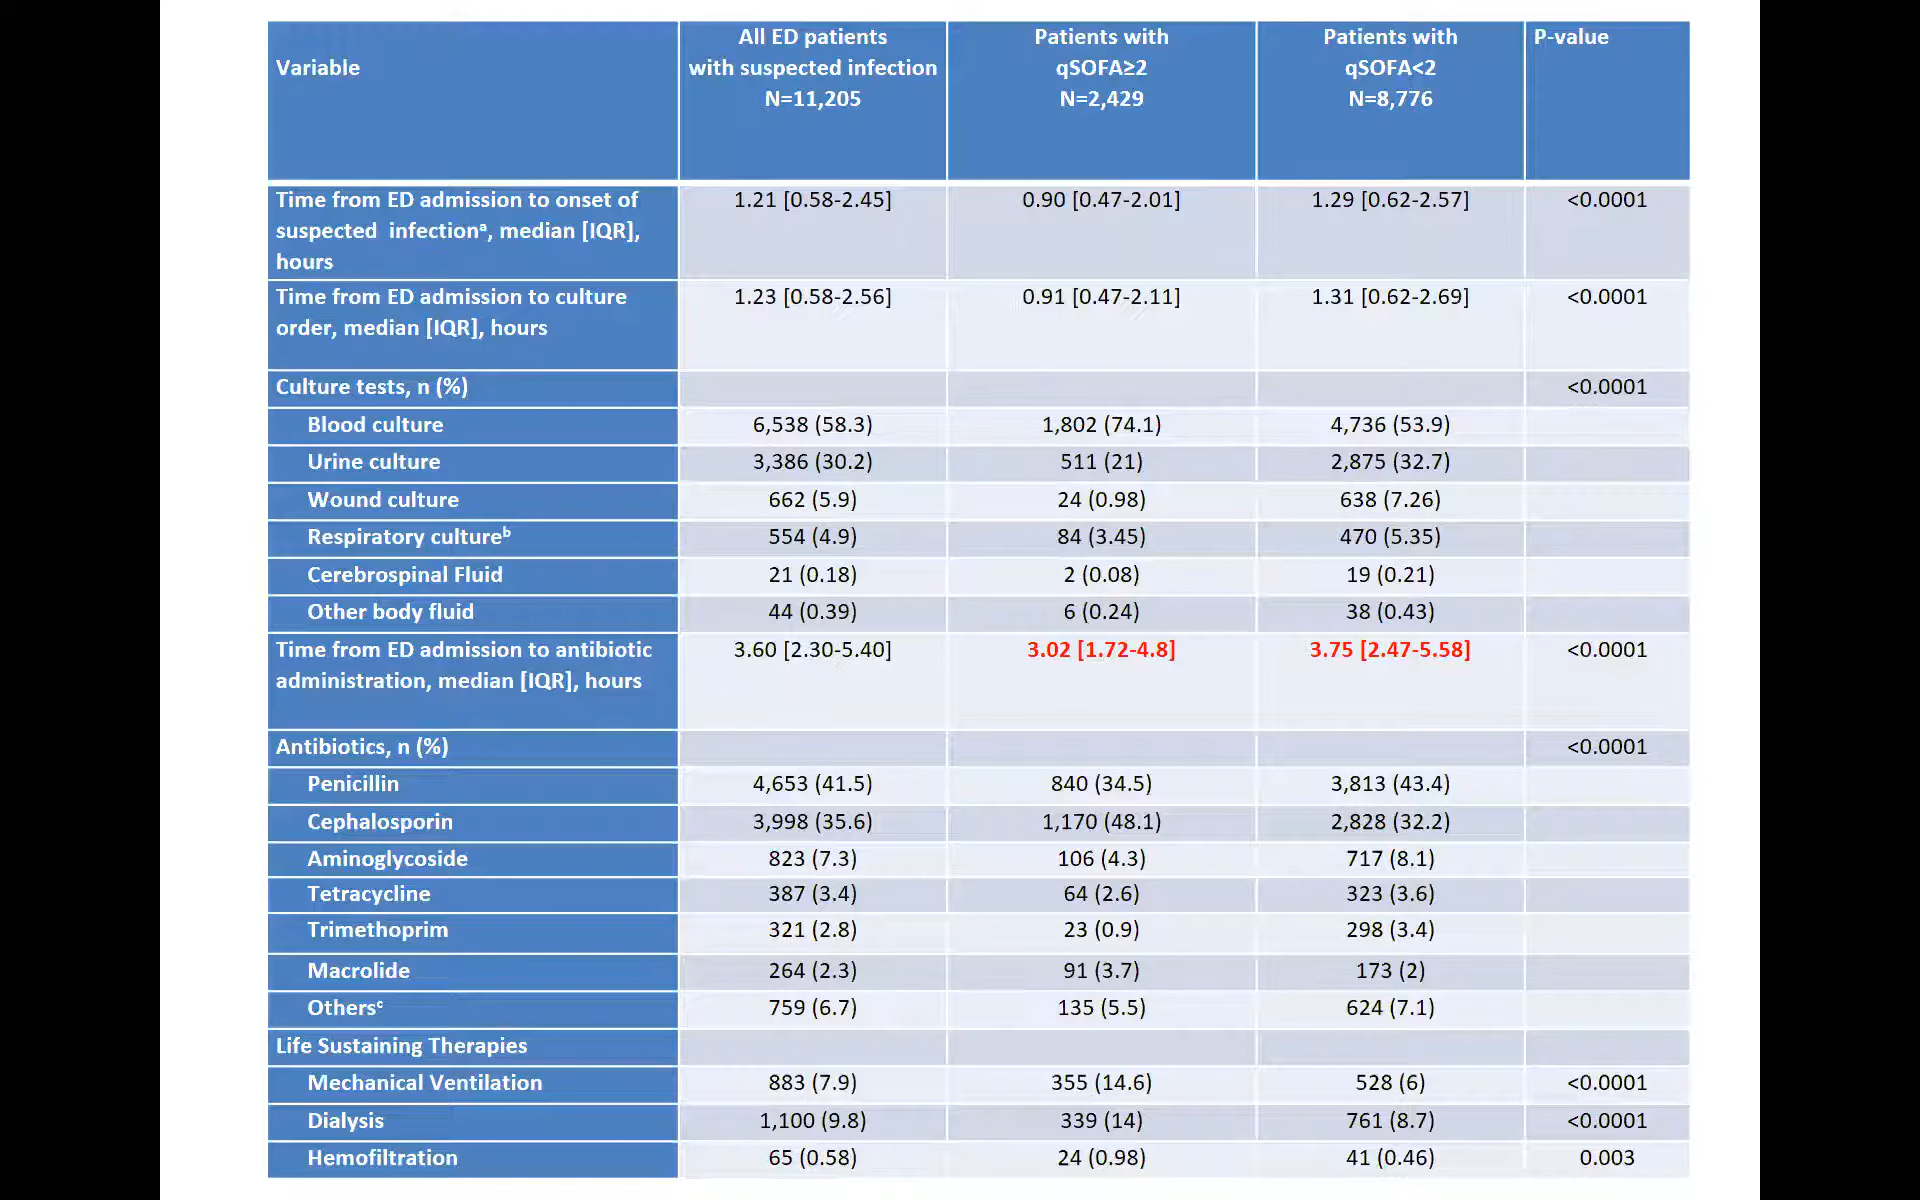 Variable
All ED patients
with suspected infection
N=11,205
Patients with
qSOFA≥2
N=2,429
Patients with
qSOFA<2
N=8,776
P-value
Time from ED admission to onset of
suspected infectionᵃ, median [IQR],
hours
1.21 [0.58-2.45]
0.90 [0.47-2.01]
1.29 [0.62-2.57]
<0.0001
Time from ED admission to culture
order, median [IQR], hours
1.23 [0.58-2.56]
0.91 [0.47-2.11]
1.31 [0.62-2.69]
<0.0001
Culture tests, n (%)
<0.0001
Blood culture
6,538 (58.3)
1,802 (74.1)
4,736 (53.9)
Urine culture
3,386 (30.2)
511 (21)
2,875 (32.7)
Wound culture
662 (5.9)
24 (0.98)
638 (7.26)
Respiratory cultureᵇ
554 (4.9)
84 (3.45)
470 (5.35)
Cerebrospinal Fluid
21 (0.18)
2 (0.08)
19 (0.21)
Other body fluid
44 (0.39)
6 (0.24)
38 (0.43)
Time from ED admission to antibiotic
administration, median [IQR], hours
3.60 [2.30-5.40]
3.02 [1.72-4.8]
3.75 [2.47-5.58]
<0.0001
Antibiotics, n (%)
<0.0001
Penicillin
4,653 (41.5)
840 (34.5)
3,813 (43.4)
Cephalosporin
3,998 (35.6)
1,170 (48.1)
2,828 (32.2)
Aminoglycoside
823 (7.3)
106 (4.3)
717 (8.1)
Tetracycline
387 (3.4)
64 (2.6)
323 (3.6)
Trimethoprim
321 (2.8)
23 (0.9)
298 (3.4)
Macrolide
264 (2.3)
91 (3.7)
173 (2)
Othersᶜ
759 (6.7)
135 (5.5)
624 (7.1)
Life Sustaining Therapies
Mechanical Ventilation
883 (7.9)
355 (14.6)
528 (6)
<0.0001
Dialysis
1,100 (9.8)
339 (14)
761 (8.7)
<0.0001
Hemofiltration
65 (0.58)
24 (0.98)
41 (0.46)
0.003